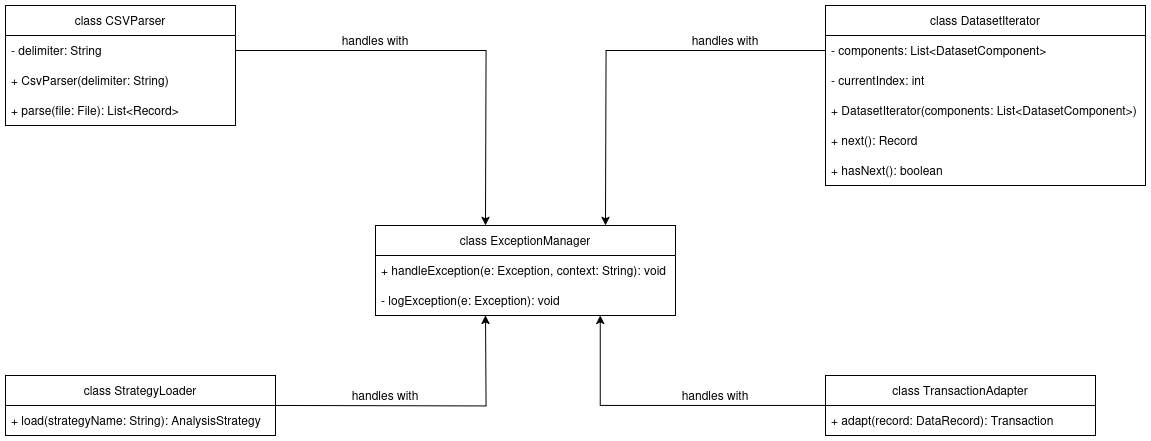 class CSVParser
- delimiter: String
+ CsvParser(delimiter: String)
+ parse(file: File): List<Record>
handles with
handles with
class DatasetIterator
- components: List<DatasetComponent>
- currentIndex: int
+ DatasetIterator(components: List<DatasetComponent>)
+ next(): Record
+ hasNext(): boolean
class ExceptionManager
+ handleException(e: Exception, context: String): void
- logException(e: Exception): void
class StrategyLoader
+ load(strategyName: String): AnalysisStrategy
handles with
handles with
class TransactionAdapter
+ adapt(record: DataRecord): Transaction